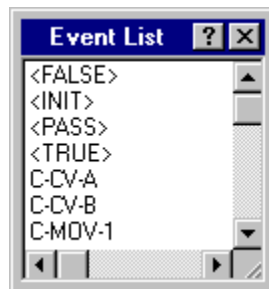 Event List ? ×
<FALSE>
<INIT>
<PASS>
<TRUE>
C-CV-A
C-CV-B
C-MOV-1